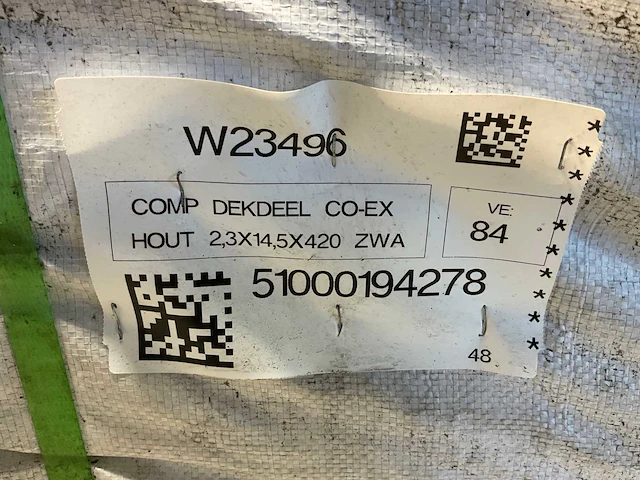 W23496
COMP DEKDEEL CO-EX
HOUT 2,3X14,5X420 ZWA
VE:
84
51000194278
48
* * * * * * * * * *